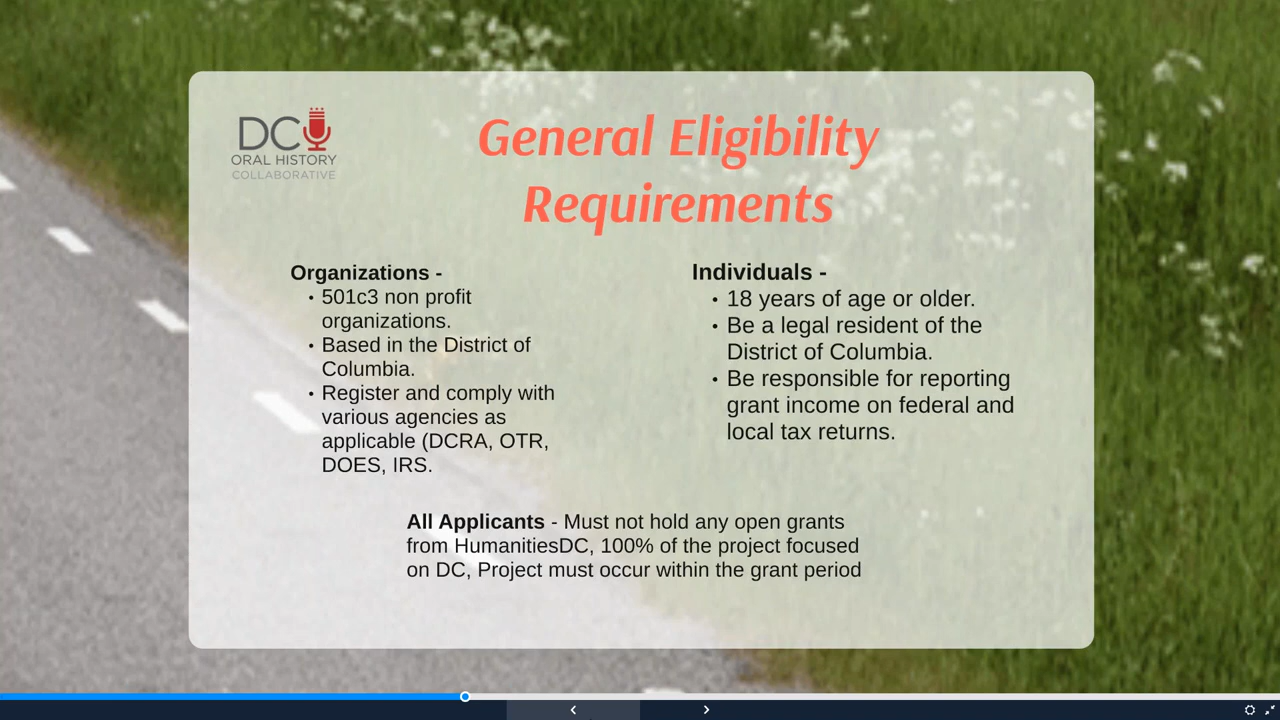 DC
ORAL HISTORY
COLLABORATIVE
General Eligibility
Requirements
Organizations -
• 501c3 non profit
organizations.
• Based in the District of
Columbia.
• Register and comply with
various agencies as
applicable (DCRA, OTR,
DOES, IRS.
Individuals -
• 18 years of age or older.
• Be a legal resident of the
District of Columbia.
• Be responsible for reporting
grant income on federal and
local tax returns.
All Applicants - Must not hold any open grants
from HumanitiesDC, 100% of the project focused
on DC, Project must occur within the grant period